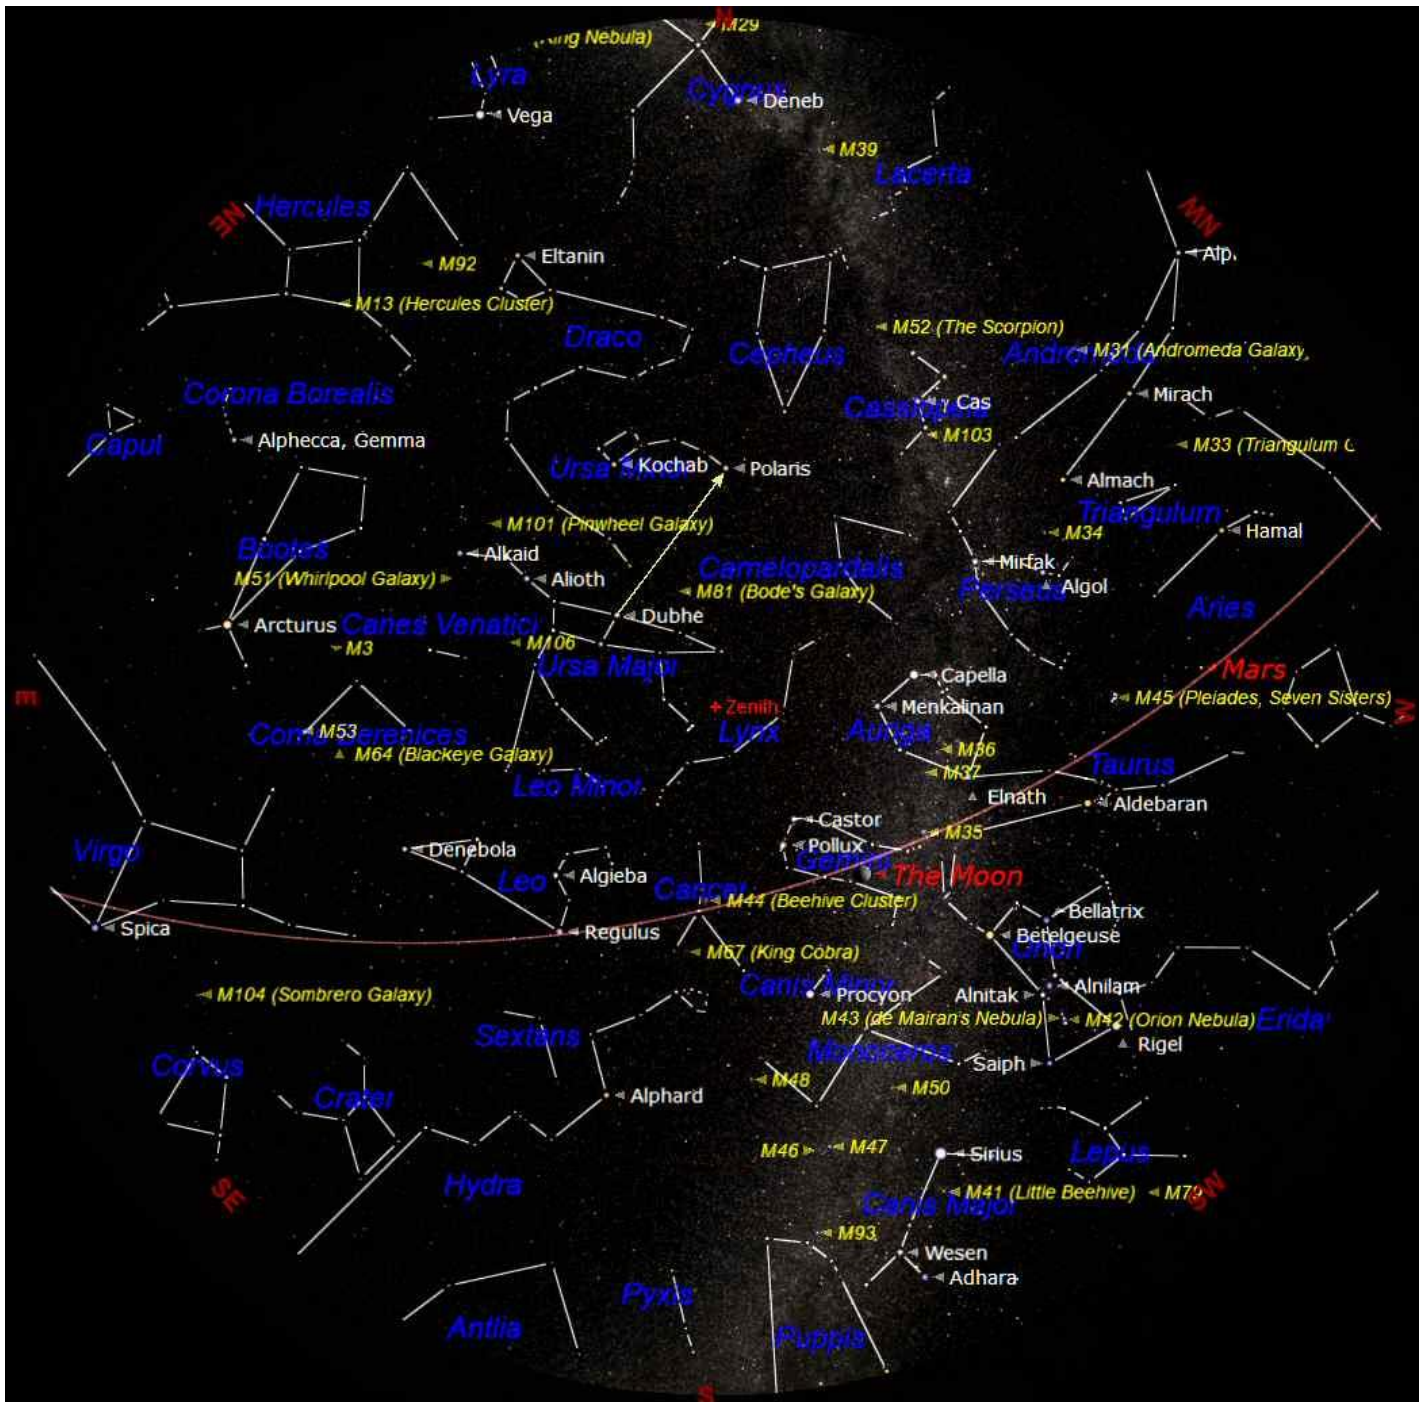 N
M29
Nebula)
Lyra
Cygnus
Deneb
Vega
M39
Lacerta
Hercules
NE
NW
M92
Eltanin
Alp
M13 (Hercules Cluster)
M52 (The Scorpion)
Draco
Cepheus
Andromeda
M31 (Andromeda Galaxy,
Corona Borealis
Cassiopeia
γ Cas
Mirach
Alphecca, Gemma
Caput
M103
M33 (Triangulum
Ursa Minor
Kochab
Polaris
Almach
M101 (Pinwheel Galaxy)
Triangulum
M34
Hamal
Bootes
Alkaid
Mirfak
M51 (Whirlpool Galaxy)
Alioth
Camelopardalis
Algol
M81 (Bode's Galaxy)
Perseus
Aries
Dubhe
Arcturus
Canes Venatici
M3
M106
Ursa Major
Capella
Mars
E
M45 (Pleiades, Seven Sisters)
Zenith
Menkalinan
W
M53
Coma Berenices
Lynx
Auriga
M36
M64 (Blackeye Galaxy)
M37
Taurus
Leo Minor
Elnath
Aldebaran
Castor
M35
Virgo
Denebola
Pollux
Gemini
Leo
Algieba
Cancer
The Moon
M44 (Beehive Cluster)
Bellatrix
Spica
Regulus
Betelgeuse
Orion
M67 (King Cobra)
Canis Minor
Procyon
Alnitak
Alnilam
M104 (Sombrero Galaxy)
M43 (de Mairan's Nebula)
M42 (Orion Nebula)
Erida
Sextans
Rigel
Monoceros
Saiph
Corvus
M48
M50
Crater
Alphard
M46
M47
Sirius
Lepus
Hydra
SE
M41 (Little Beehive)
M79
SW
Canis Major
M93
Wesen
Adhara
Pyxis
Antlia
Puppis
S